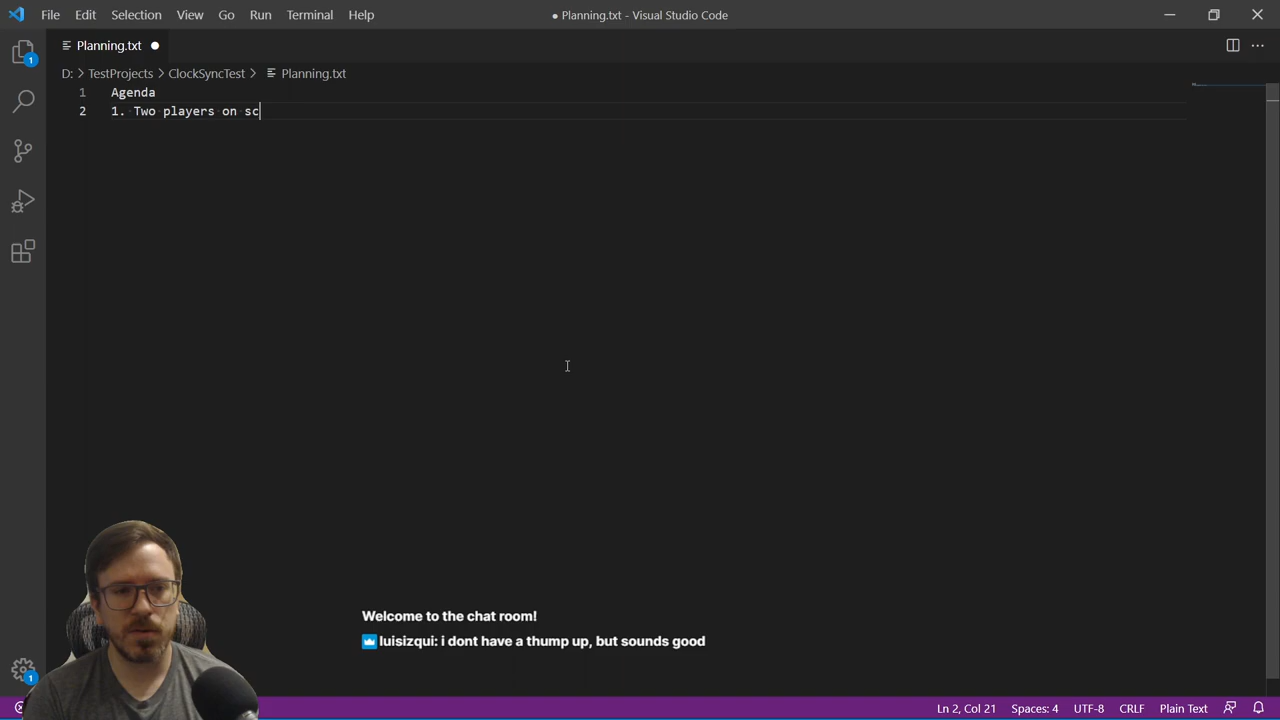 File Edit Selection View Go Run Terminal Help
● Planning.txt - Visual Studio Code
Planning.txt
D: > TestProjects > ClockSyncTest > Planning.txt
1 Agenda
2 1. Two players on sc
1
Welcome to the chat room!
luisizqui: i dont have a thump up, but sounds good
1
Ln 2, Col 21 Spaces: 4 UTF-8 CRLF Plain Text